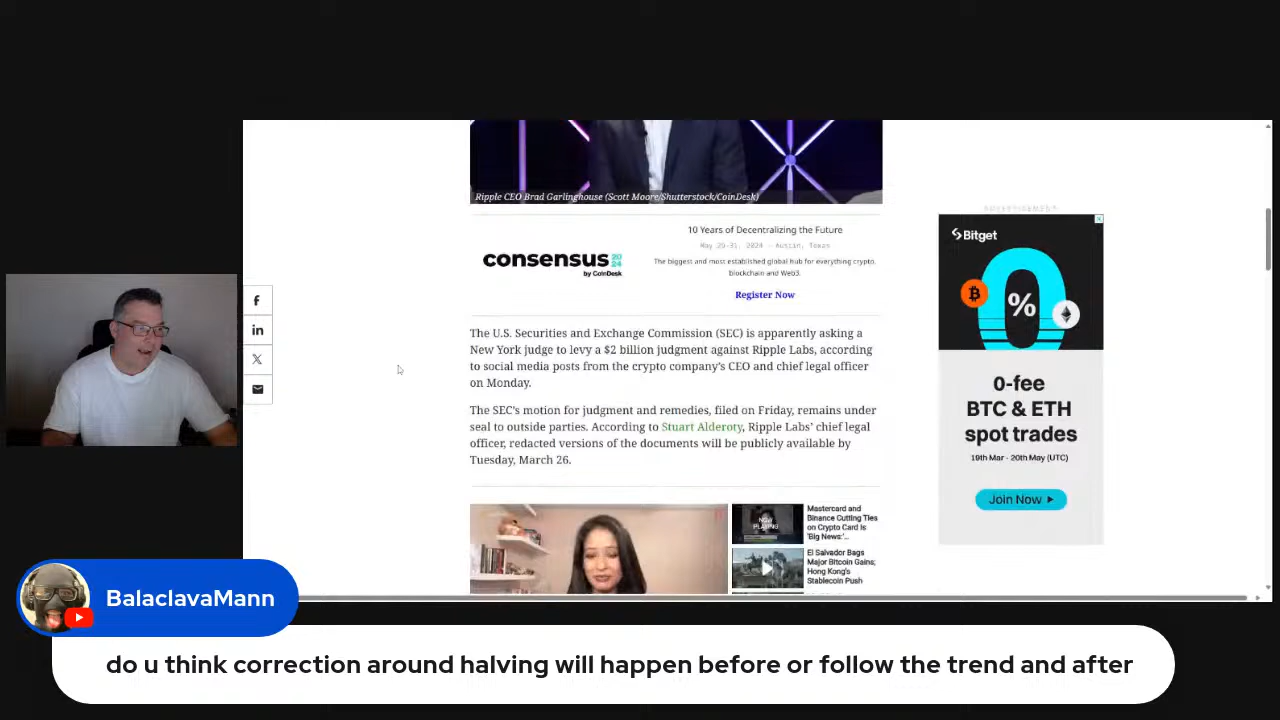 Ripple CEO Brad Garlinghouse (Scott Moore/Shutterstock/CoinDesk)
10 Years of Decentralizing the Future
May 29-31, 2024 - Austin, Texas
consensus 2024
by CoinDesk
The biggest and most established global hub for everything crypto,
blockchain and Web3.
Register Now
The U.S. Securities and Exchange Commission (SEC) is apparently asking a
New York judge to levy a $2 billion judgment against Ripple Labs, according
to social media posts from the crypto company's CEO and chief legal officer
on Monday.
The SEC's motion for judgment and remedies, filed on Friday, remains under
seal to outside parties. According to Stuart Alderoty, Ripple Labs' chief legal
officer, redacted versions of the documents will be publicly available by
Tuesday, March 26.
NOW
PLAYING
Mastercard and
Binance Cutting Ties
on Crypto Card Is
'Big News:'...
El Salvador Bags
Major Bitcoin Gains;
Hong Kong's
Stablecoin Push
ADVERTISEMENT
Bitget
0%
0-fee
BTC & ETH
spot trades
19th Mar - 20th May (UTC)
Join Now
BalaclavaMann
do u think correction around halving will happen before or follow the trend and after